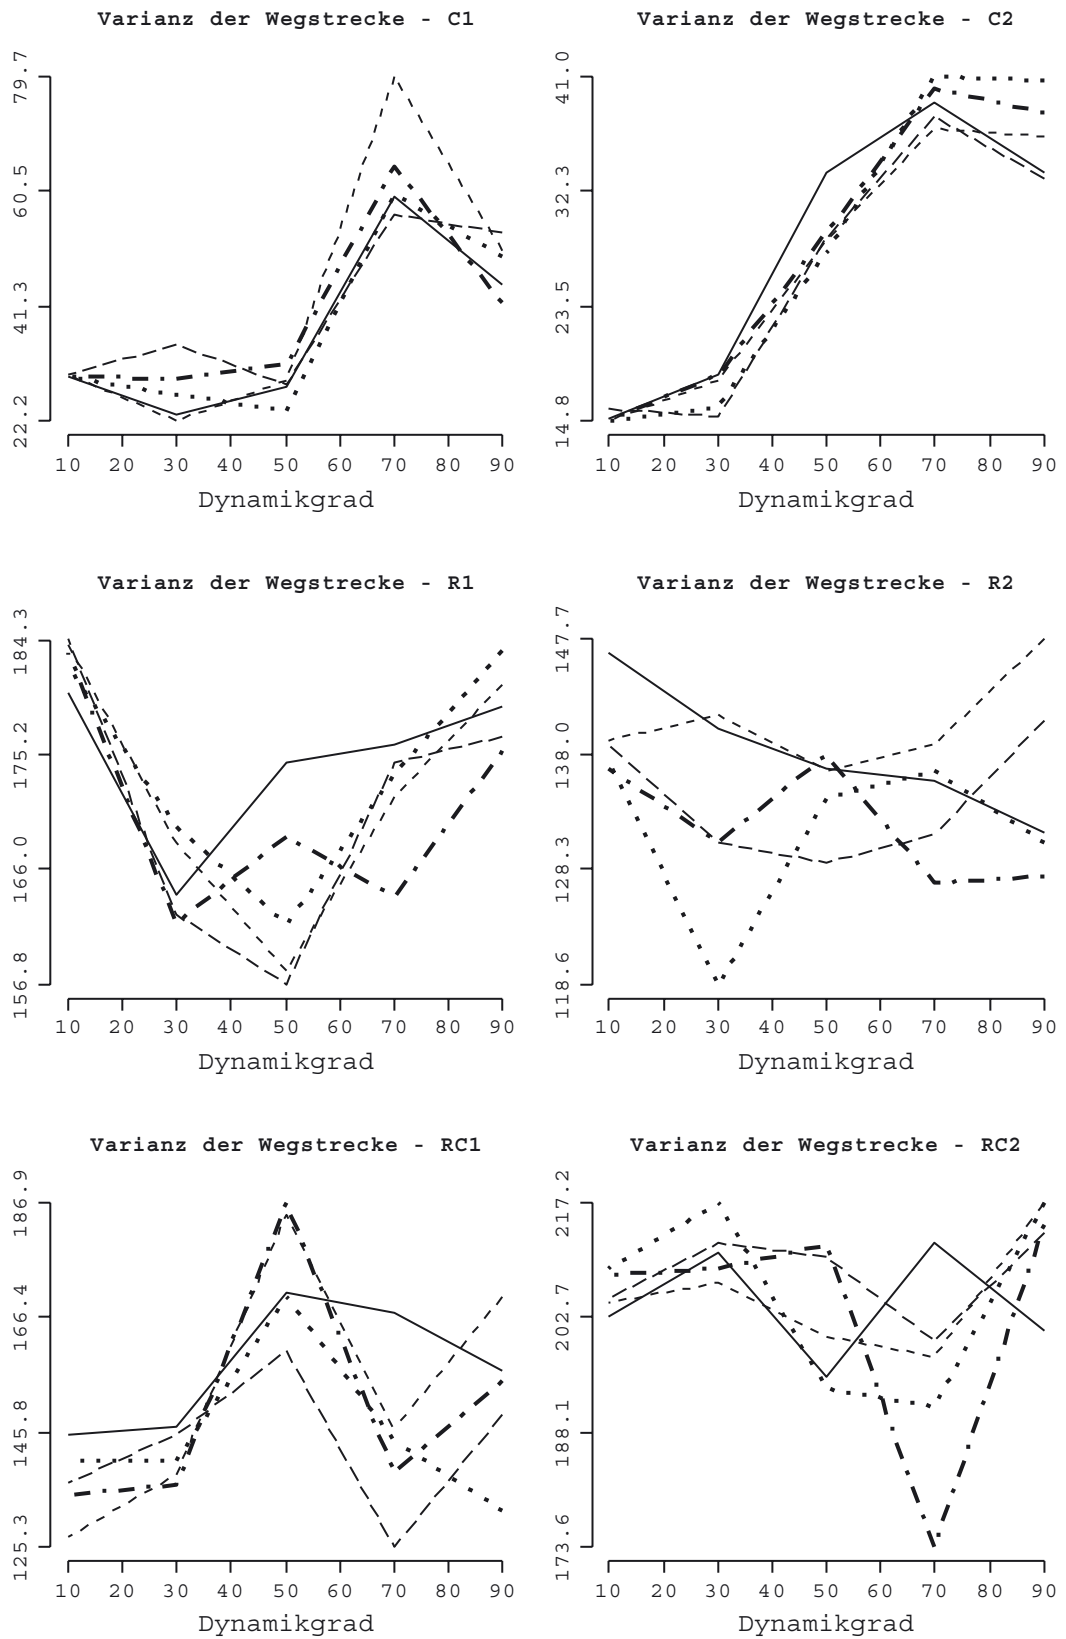 Varianz der Wegstrecke - C1
79.7
60.5
41.3
22.2
10 20 30 40 50 60 70 80 90
Dynamikgrad
Varianz der Wegstrecke - C2
41.0
32.3
23.5
14.8
10 20 30 40 50 60 70 80 90
Dynamikgrad
Varianz der Wegstrecke - R1
184.3
175.2
166.0
156.8
10 20 30 40 50 60 70 80 90
Dynamikgrad
Varianz der Wegstrecke - R2
147.7
138.0
128.3
118.6
10 20 30 40 50 60 70 80 90
Dynamikgrad
Varianz der Wegstrecke - RC1
186.9
166.4
145.8
125.3
10 20 30 40 50 60 70 80 90
Dynamikgrad
Varianz der Wegstrecke - RC2
217.2
202.7
188.1
173.6
10 20 30 40 50 60 70 80 90
Dynamikgrad